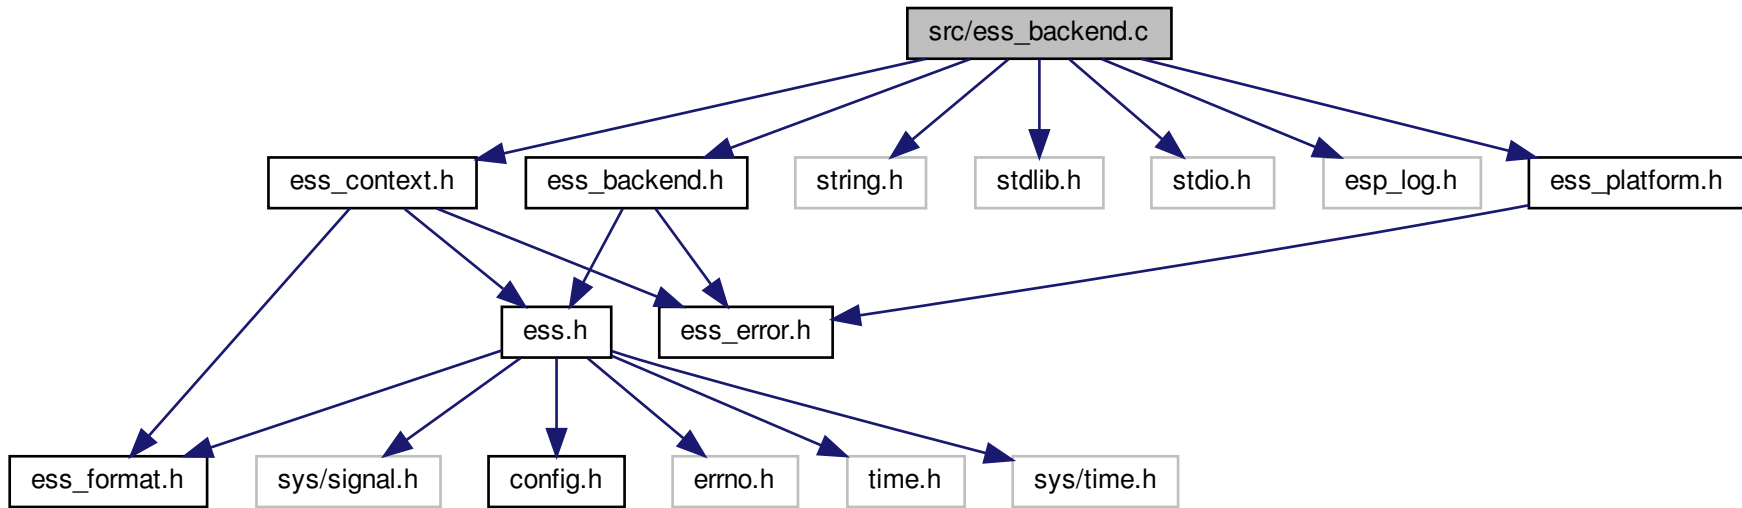 src/ess_backend.c
ess_context.h
ess_backend.h
string.h
stdlib.h
stdio.h
esp_log.h
ess_platform.h
ess.h
ess_error.h
ess_format.h
sys/signal.h
config.h
errno.h
time.h
sys/time.h